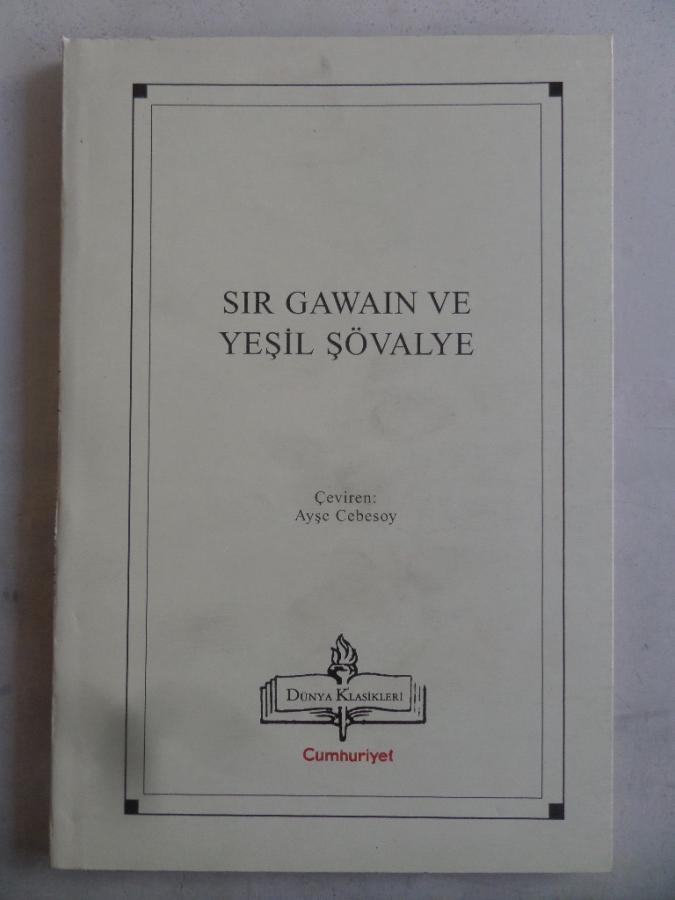 SIR GAWAIN VE
YEŞİL ŞÖVALYE
Çeviren:
Ayşe Cebesoy
DÜNYA KLASİKLERİ
Cumhuriyet